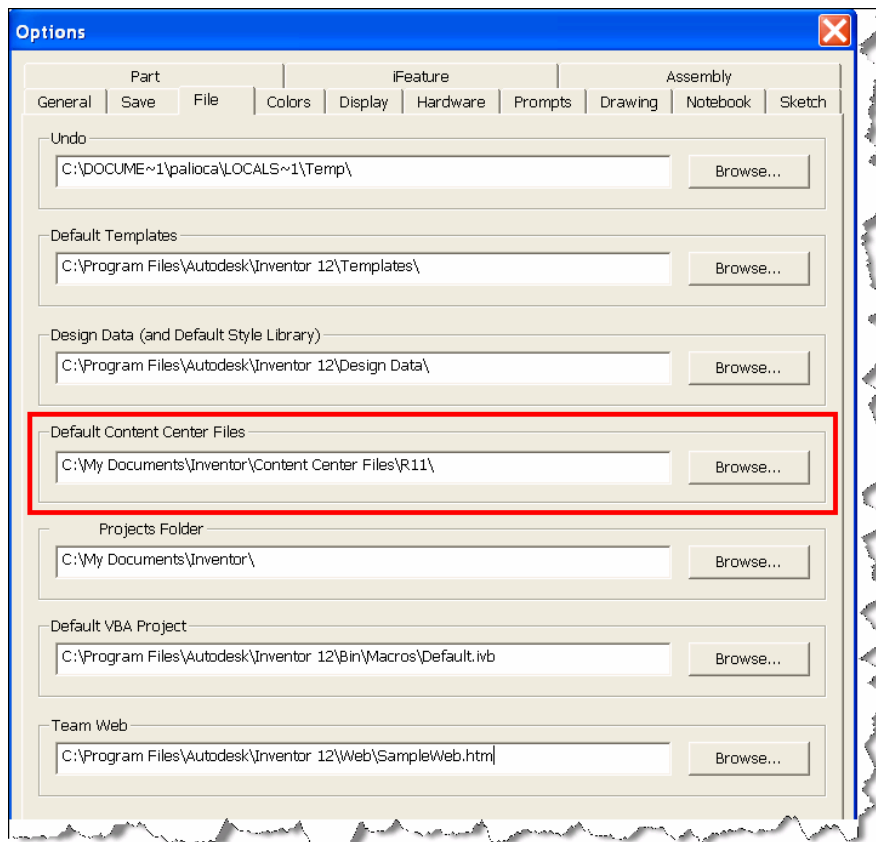 Options
Part iFeature Assembly
General Save File Colors Display Hardware Prompts Drawing Notebook Sketch
Undo
C:\DOCUME~1\palioca\LOCALS~1\Temp\ Browse...
Default Templates
C:\Program Files\Autodesk\Inventor 12\Templates\ Browse...
Design Data (and Default Style Library)
C:\Program Files\Autodesk\Inventor 12\Design Data\ Browse...
Default Content Center Files
C:\My Documents\Inventor\Content Center Files\R11\ Browse...
Projects Folder
C:\My Documents\Inventor\ Browse...
Default VBA Project
C:\Program Files\Autodesk\Inventor 12\Bin\Macros\Default.ivb Browse...
Team Web
C:\Program Files\Autodesk\Inventor 12\Web\SampleWeb.htm Browse...